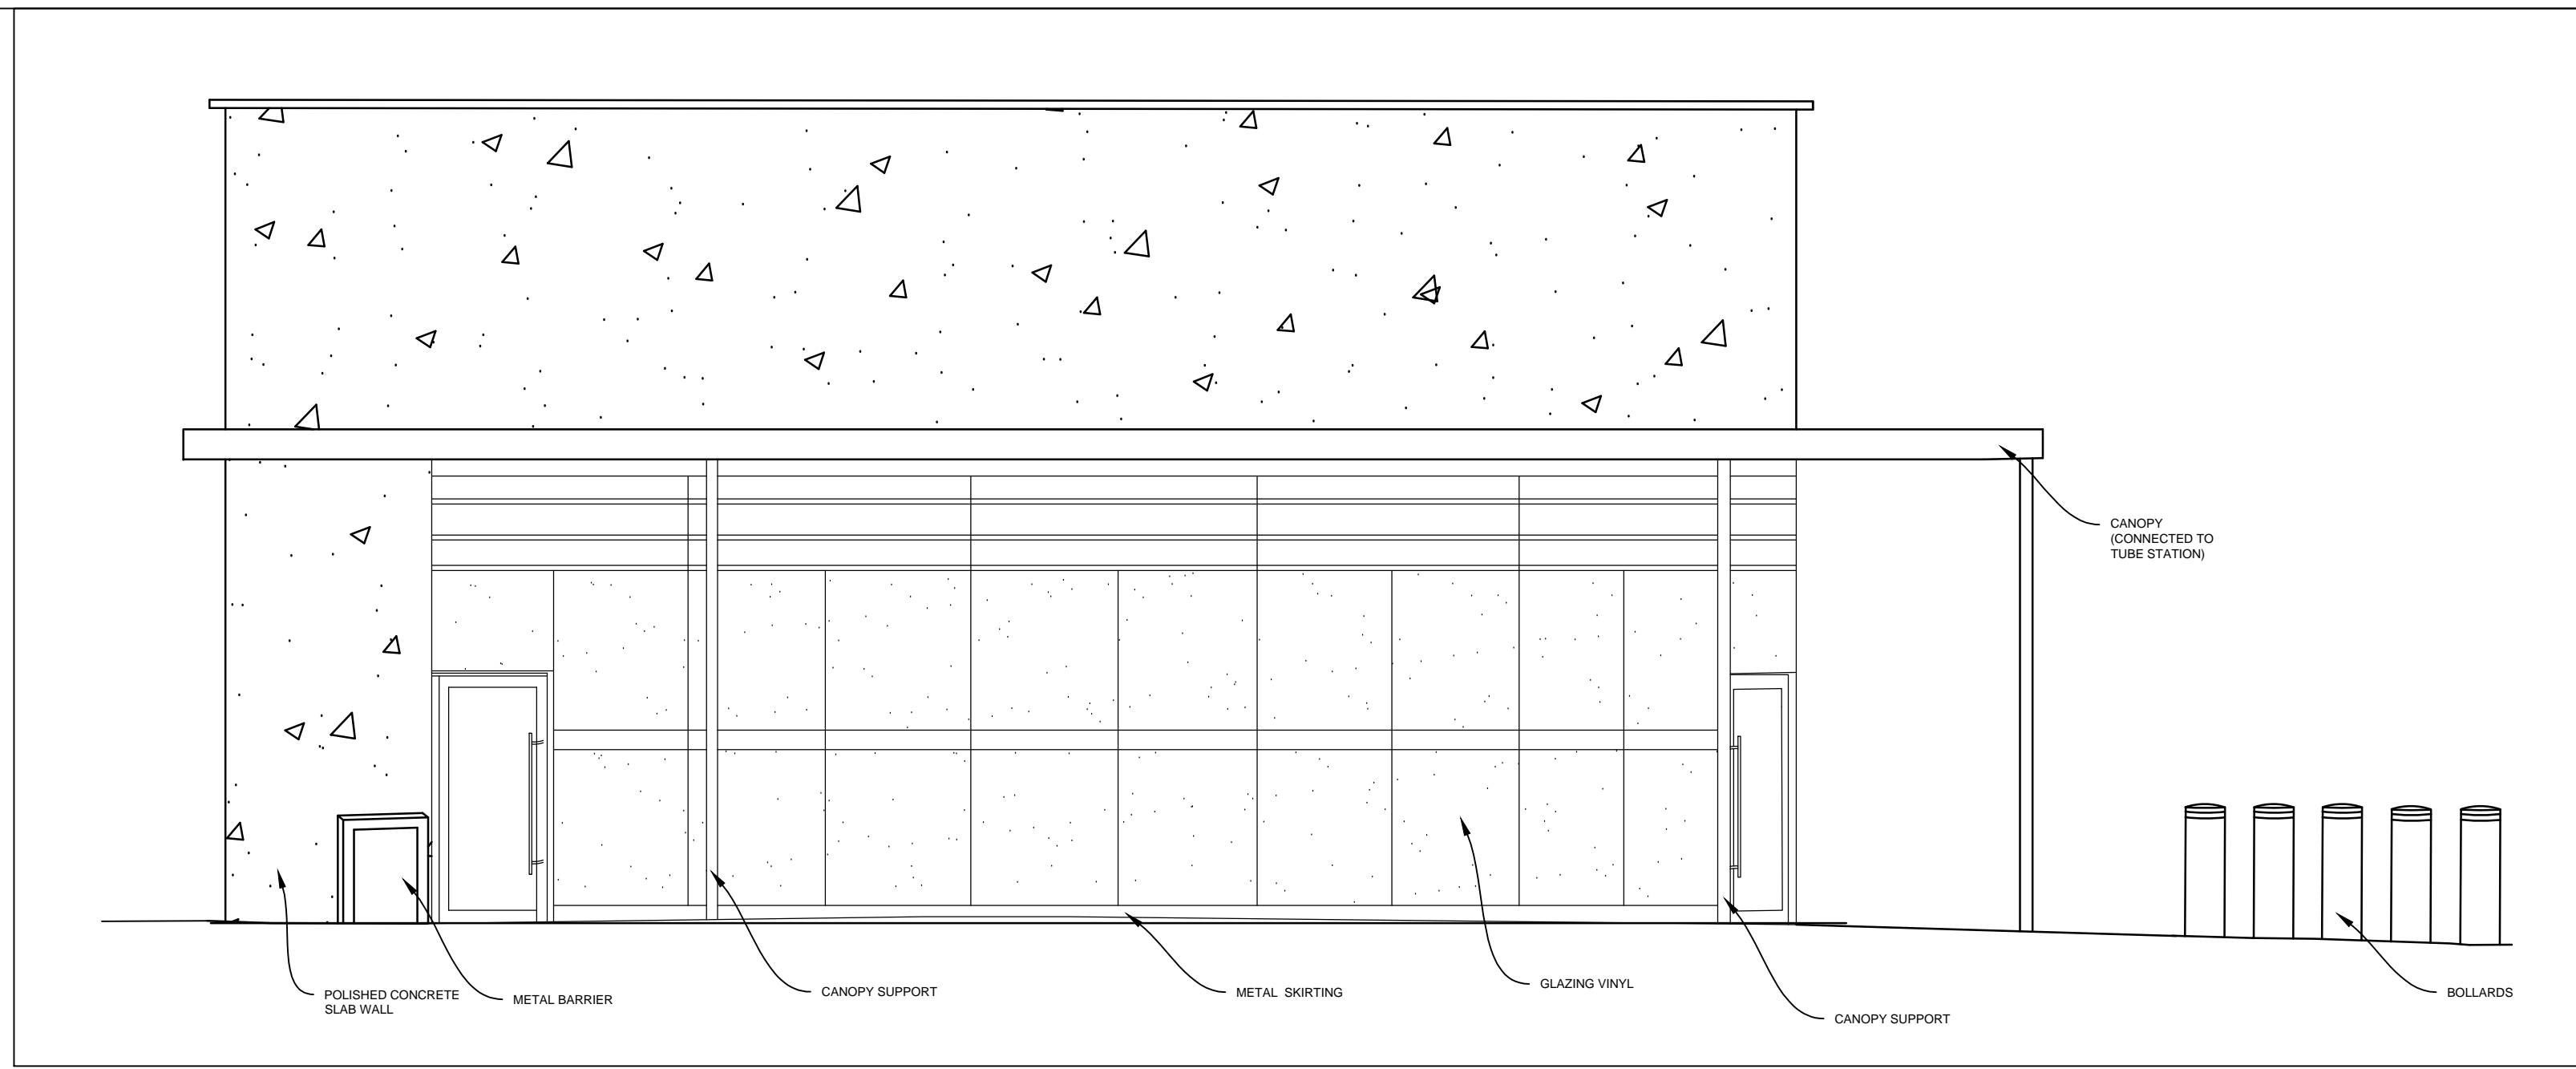 CANOPY
(CONNECTED TO
TUBE STATION)
POLISHED CONCRETE
SLAB WALL
METAL BARRIER
CANOPY SUPPORT
METAL SKIRTING
GLAZING VINYL
CANOPY SUPPORT
BOLLARDS